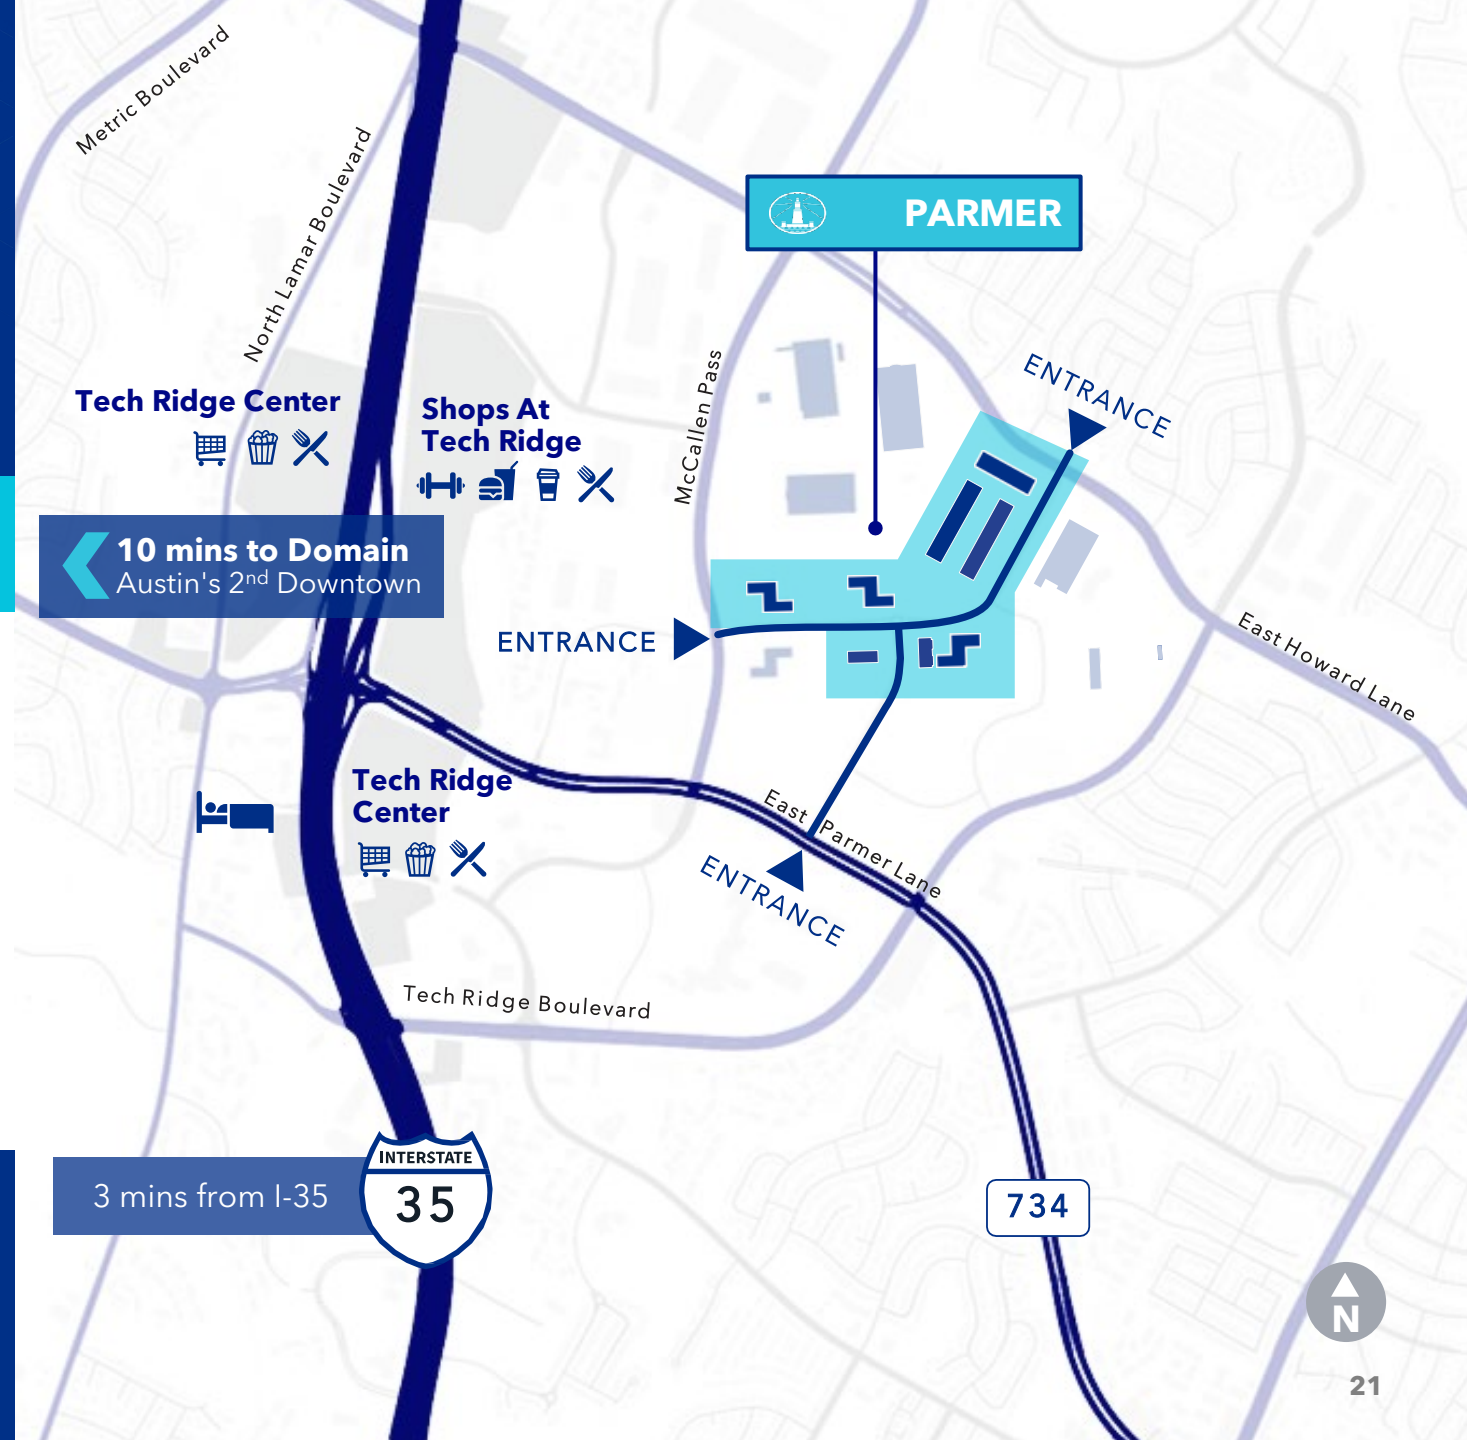 Metric Boulevard
North Lamar Boulevard
PARMER
McCallen Pass
ENTRANCE
Tech Ridge Center
Shops At
Tech Ridge
10 mins to Domain
Austin's 2nd Downtown
ENTRANCE
East Howard Lane
Tech Ridge
Center
East Parmer Lane
ENTRANCE
Tech Ridge Boulevard
INTERSTATE
35
3 mins from I-35
734
N
21